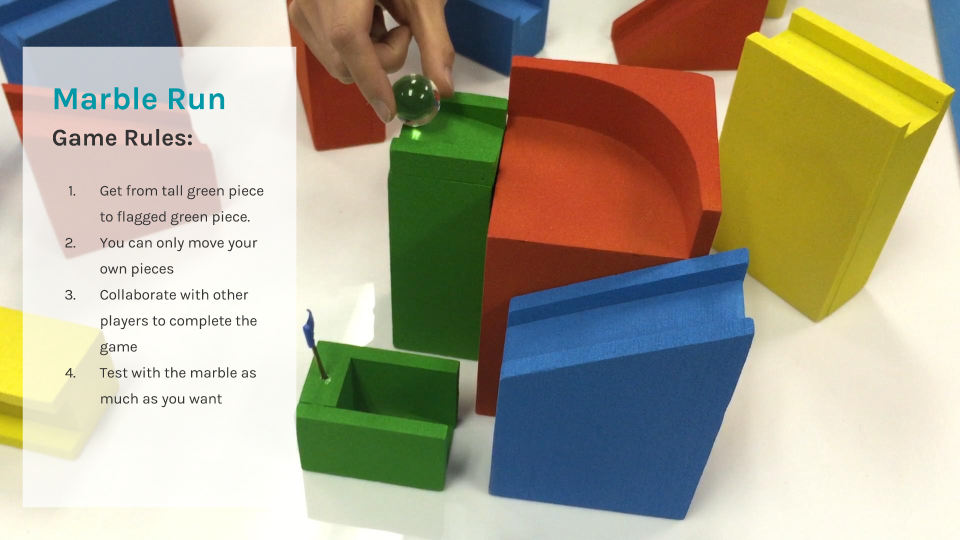 Marble Run
Game Rules:
1. Get from tall green piece
to flagged green piece.
2. You can only move your
own pieces
3. Collaborate with other
players to complete the
game
4. Test with the marble as
much as you want